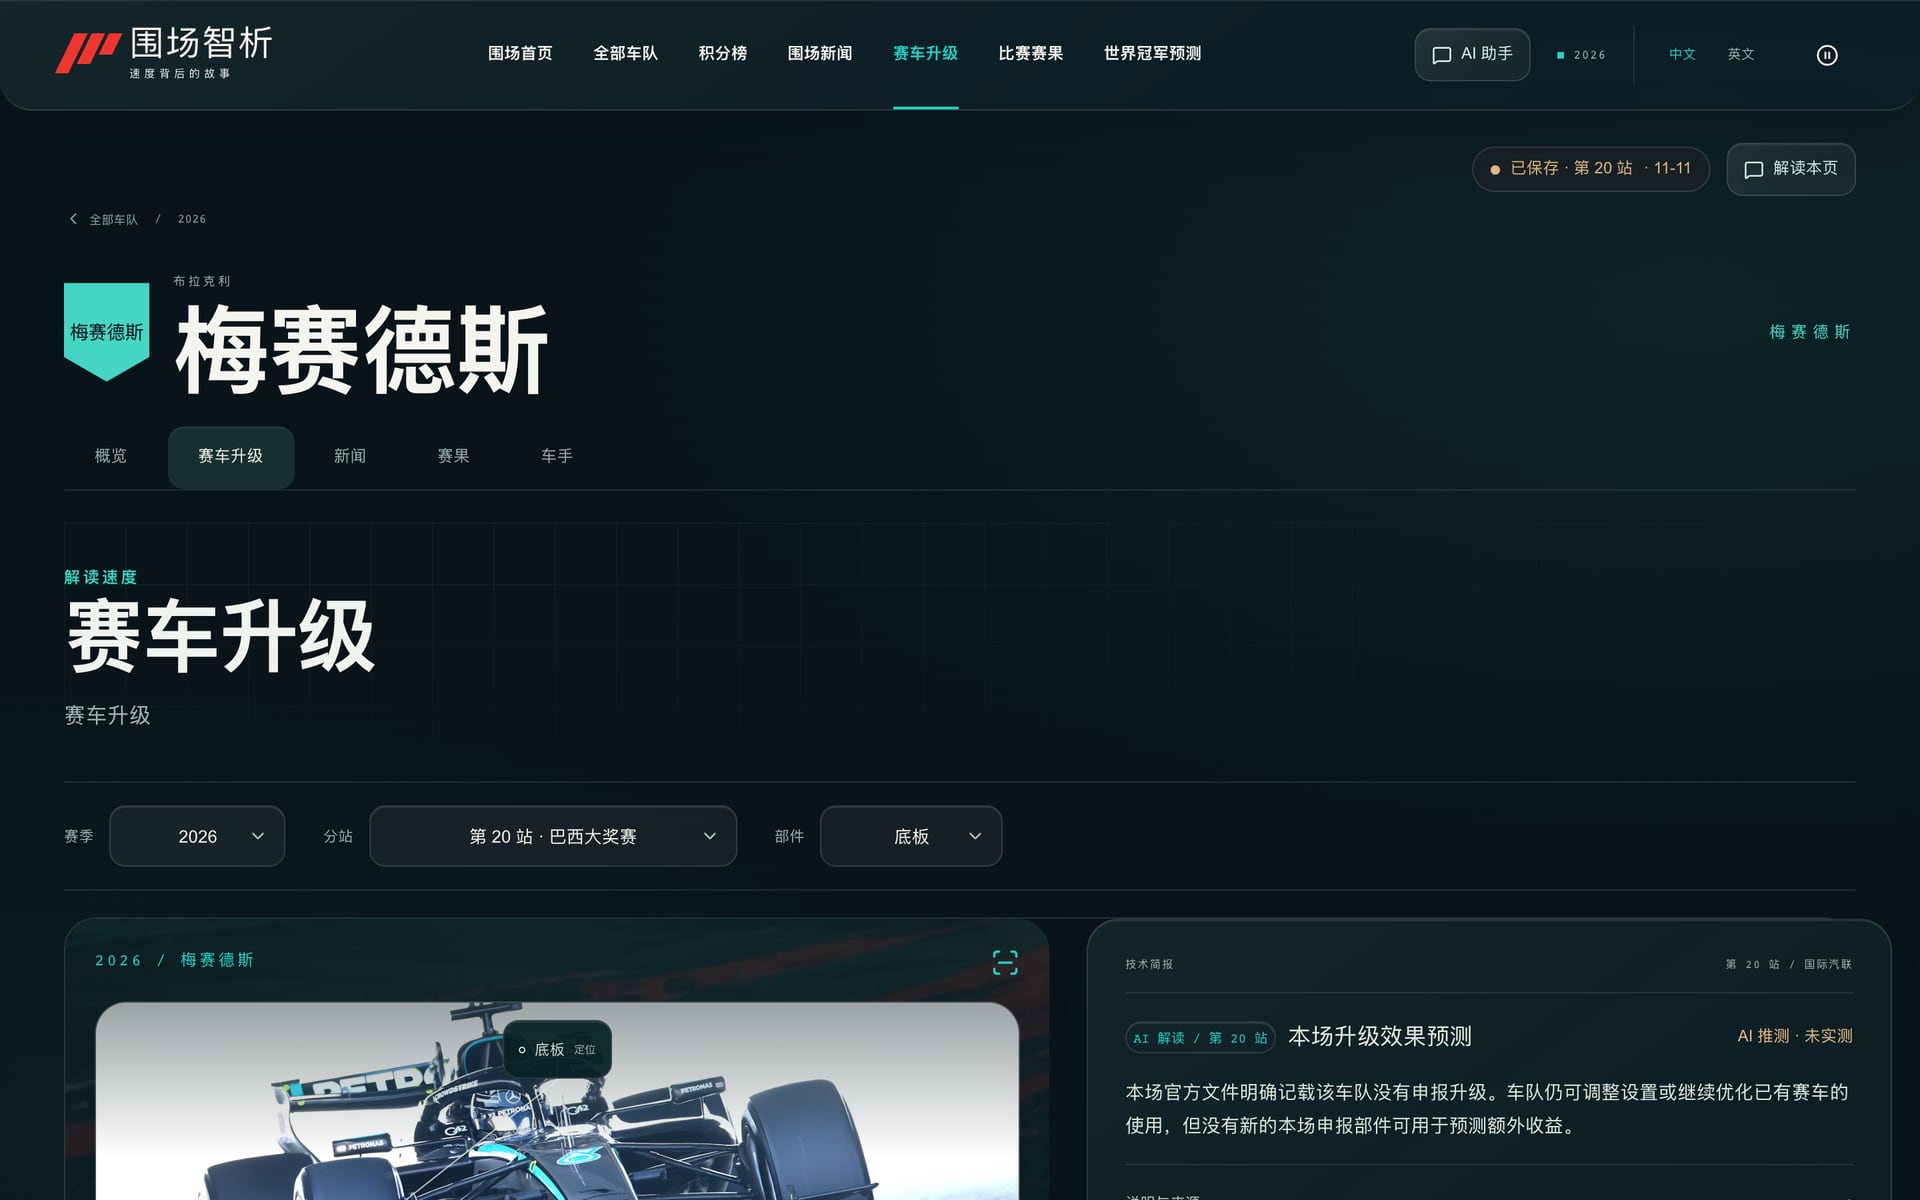 围场智析
速度背后的故事
围场首页
全部车队
积分榜
围场新闻
赛车升级
比赛赛果
世界冠军预测
AI 助手
2026
中文
英文
已保存 · 第 20 站 · 11-11
解读本页
全部车队 / 2026
布拉克利
梅赛德斯
梅赛德斯
梅赛德斯
概览
赛车升级
新闻
赛果
车手
解读速度
赛车升级
赛车升级
赛季
2026
分站
第 20 站 · 巴西大奖赛
部件
底板
2026 / 梅赛德斯
底板 定位
PETRONAS
PETRONAS
技术简报
第 20 站 / 国际汽联
AI 解读 / 第 20 站
本场升级效果预测
AI 推测 · 未实测
本场官方文件明确记载该车队没有申报升级。车队仍可调整设置或继续优化已有赛车的
使用，但没有新的本场申报部件可用于预测额外收益。